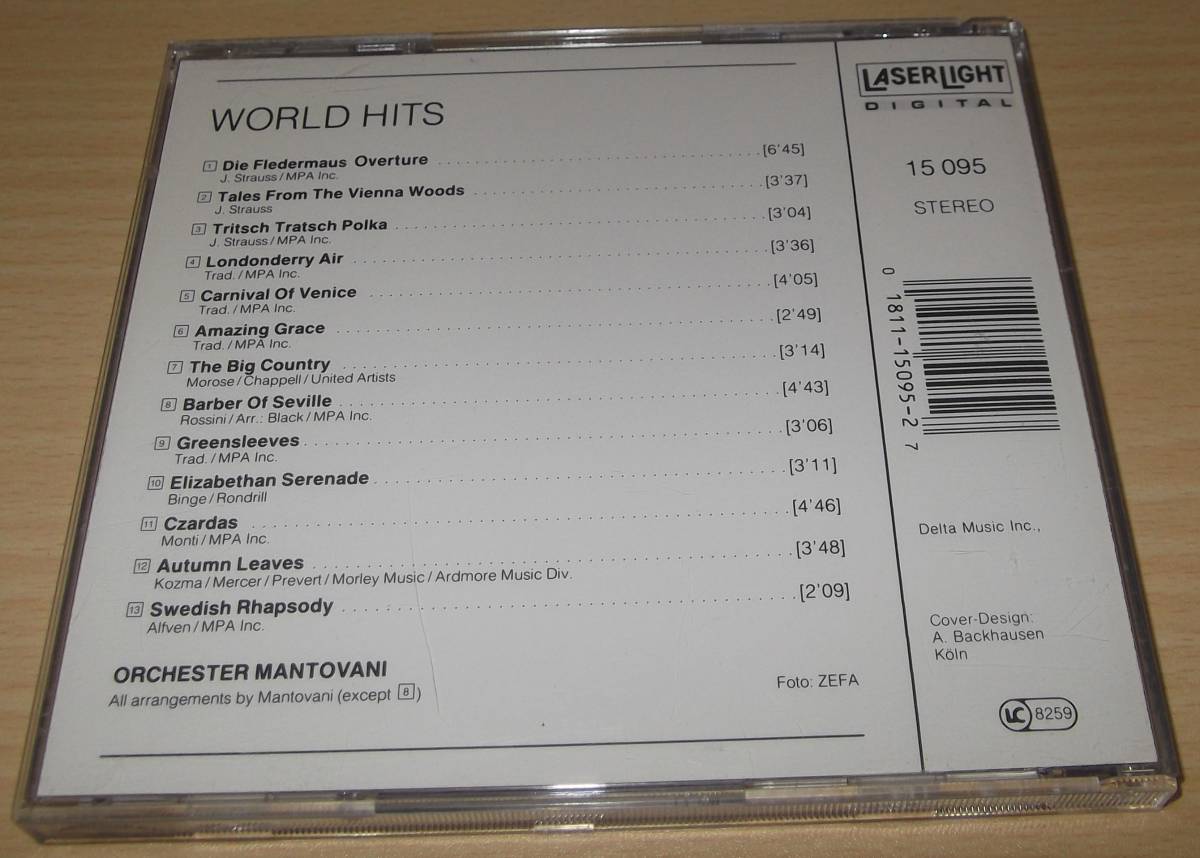 WORLD HITS
1 Die Fledermaus Overture [6'45]
J. Strauss/MPA Inc.
2 Tales From The Vienna Woods [3'37]
J. Strauss
3 Tritsch Tratsch Polka [3'04]
J. Strauss/MPA Inc.
4 Londonderry Air [3'36]
Trad./MPA Inc.
5 Carnival Of Venice [4'05]
Trad./MPA Inc.
6 Amazing Grace [2'49]
Trad./MPA Inc.
7 The Big Country [3'14]
Morose/Chappell/United Artists
8 Barber Of Seville [4'43]
Rossini/Arr.: Black/MPA Inc.
9 Greensleeves [3'06]
Trad./MPA Inc.
10 Elizabethan Serenade [3'11]
Binge/Rondrill
11 Czardas [4'46]
Monti/MPA Inc.
12 Autumn Leaves [3'48]
Kozma/Mercer/Prevert/Morley Music/Ardmore Music Div.
13 Swedish Rhapsody [2'09]
Alfven/MPA Inc.
ORCHESTER MANTOVANI
All arrangements by Mantovani (except 8)
Foto: ZEFA
LASERLIGHT
DIGITAL
15 095
STEREO
0 1811-15095-2 7
Delta Music Inc.,
Cover-Design:
A. Backhausen
Köln
LC 8259